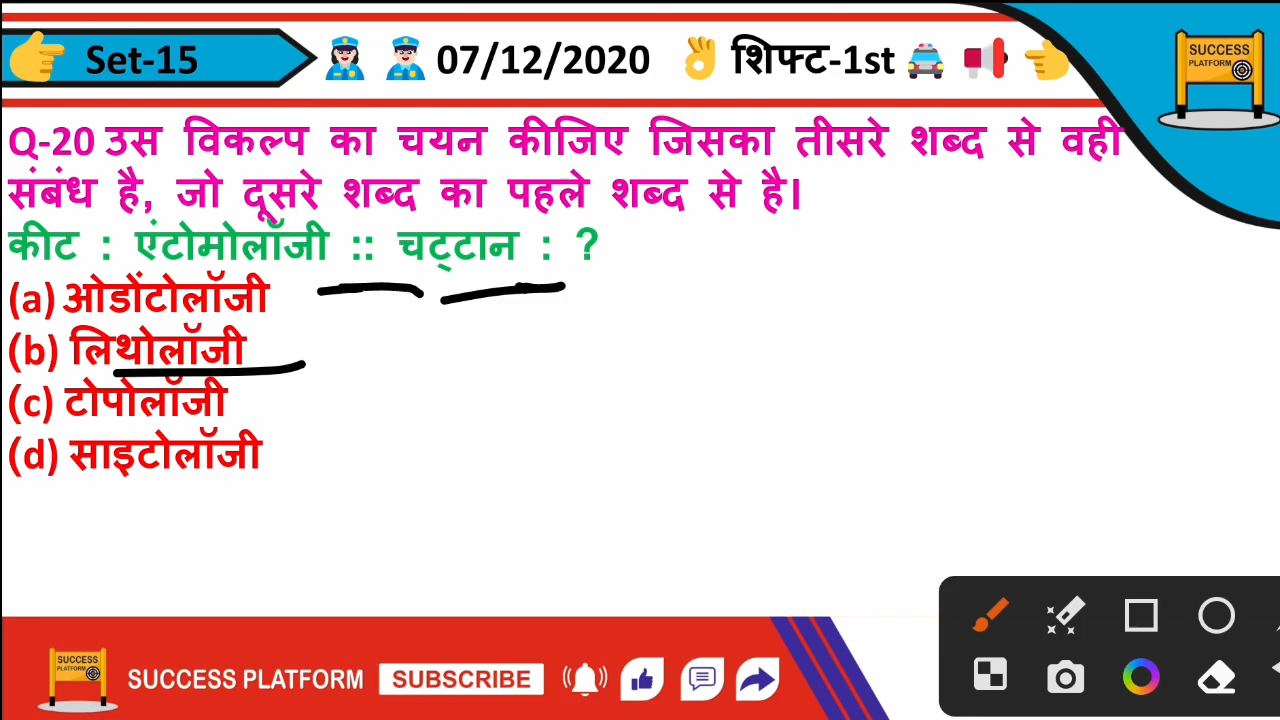 Set-15 07/12/2020 शिफ्ट-1st
SUCCESS
PLATFORM
Q-20 उस विकल्प का चयन कीजिए जिसका तीसरे शब्द से वही
संबंध है, जो दूसरे शब्द का पहले शब्द से है।
कीट : एंटोमोलॉजी :: चट्टान : ?
(a) ओडोंटोलॉजी
(b) लिथोलॉजी
(c) टोपोलॉजी
(d) साइटोलॉजी
SUCCESS
PLATFORM
SUCCESS PLATFORM SUBSCRIBE